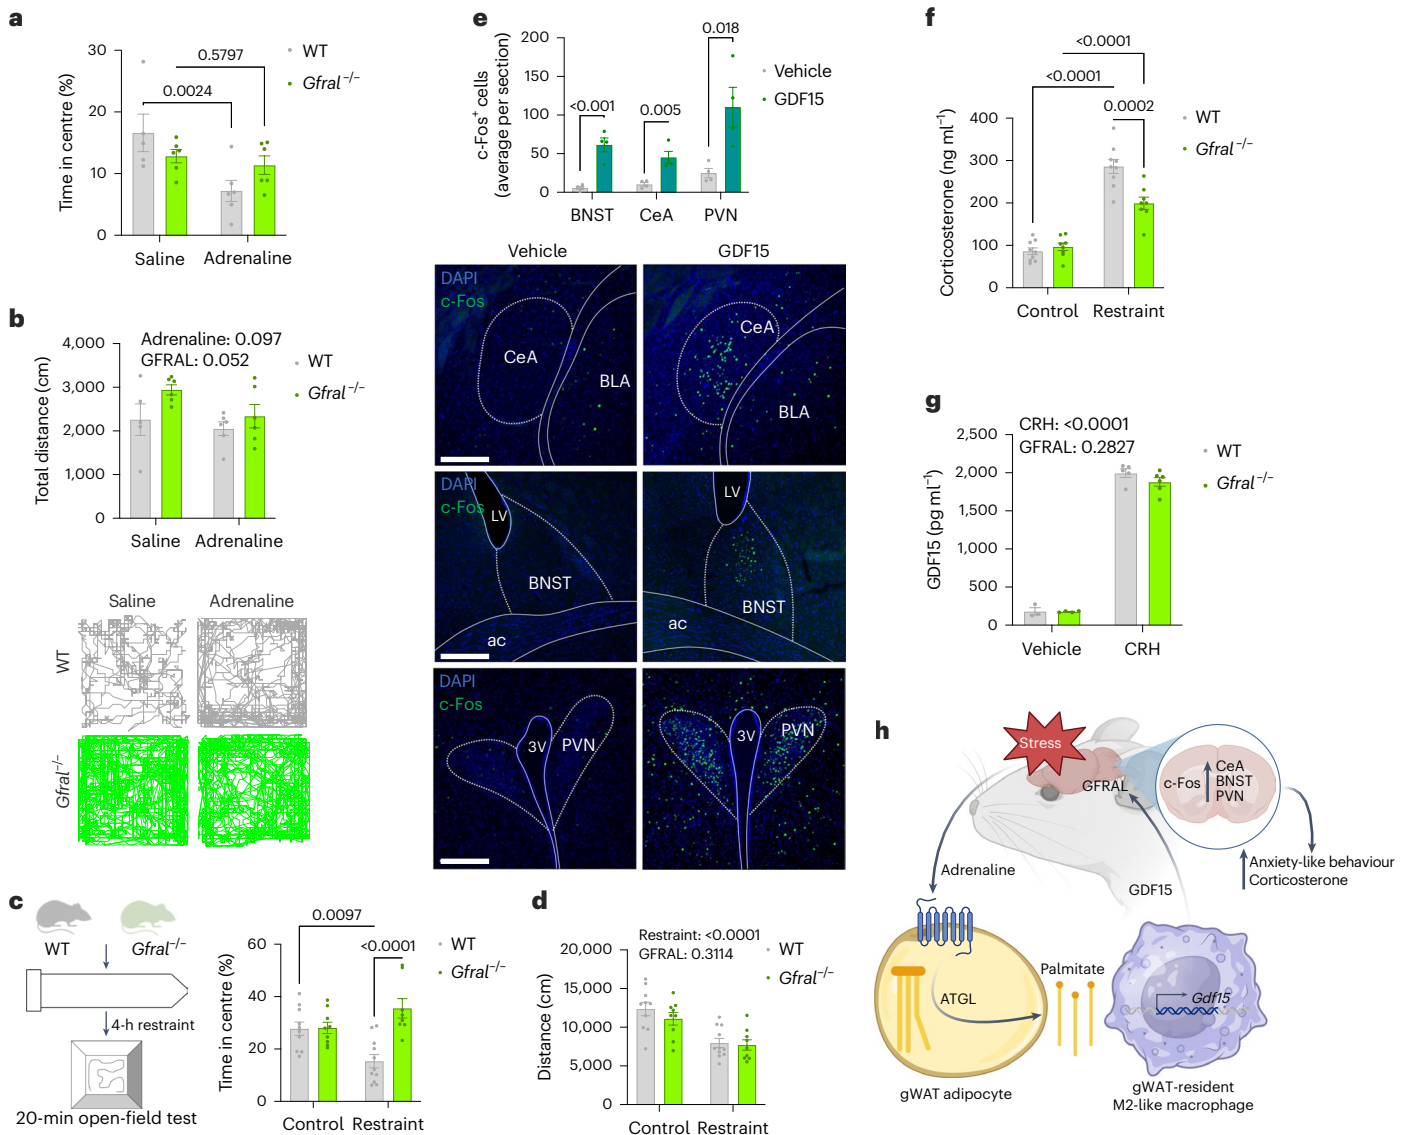 a
30
20
10
0
Time in centre (%)
0.5797
0.0024
WT
Gfral−/−
Saline
Adrenaline
b
Adrenaline: 0.097
GFRAL: 0.052
4,000
3,000
2,000
1,000
0
Total distance (cm)
WT
Gfral−/−
Saline
Adrenaline
Saline
Adrenaline
WT
Gfral−/−
c
WT
Gfral−/−
4-h restraint
20-min open-field test
60
40
20
0
Time in centre (%)
0.0097
<0.0001
WT
Gfral−/−
Control
Restraint
d
Restraint: <0.0001
GFRAL: 0.3114
20,000
15,000
10,000
5,000
0
Distance (cm)
WT
Gfral−/−
Control
Restraint
e
200
150
100
50
0
c-Fos+ cells
(average per section)
<0.001
0.005
0.018
Vehicle
GDF15
BNST
CeA
PVN
Vehicle
GDF15
DAPI
c-Fos
CeA
BLA
CeA
BLA
DAPI
c-Fos
LV
BNST
ac
LV
BNST
ac
DAPI
c-Fos
3V
PVN
3V
PVN
f
<0.0001
<0.0001
0.0002
400
300
200
100
0
Corticosterone (ng ml−1)
WT
Gfral−/−
Control
Restraint
g
CRH: <0.0001
GFRAL: 0.2827
2,500
2,000
1,500
1,000
500
0
GDF15 (pg ml−1)
WT
Gfral−/−
Vehicle
CRH
h
Stress
GFRAL
c-Fos
CeA
BNST
PVN
Anxiety-like behaviour
Corticosterone
Adrenaline
GDF15
ATGL
Palmitate
Gdf15
gWAT adipocyte
gWAT-resident
M2-like macrophage